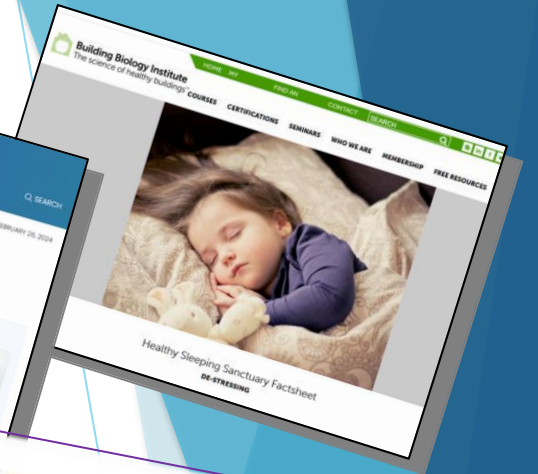 Building Biology Institute
The science of healthy buildings
HOME MY FIND AN CONTACT SEARCH
COURSES CERTIFICATIONS SEMINARS WHO WE ARE MEMBERSHIP FREE RESOURCES
SEARCH
FEBRUARY 26, 2024
Healthy Sleeping Sanctuary Factsheet
DE-STRESSING